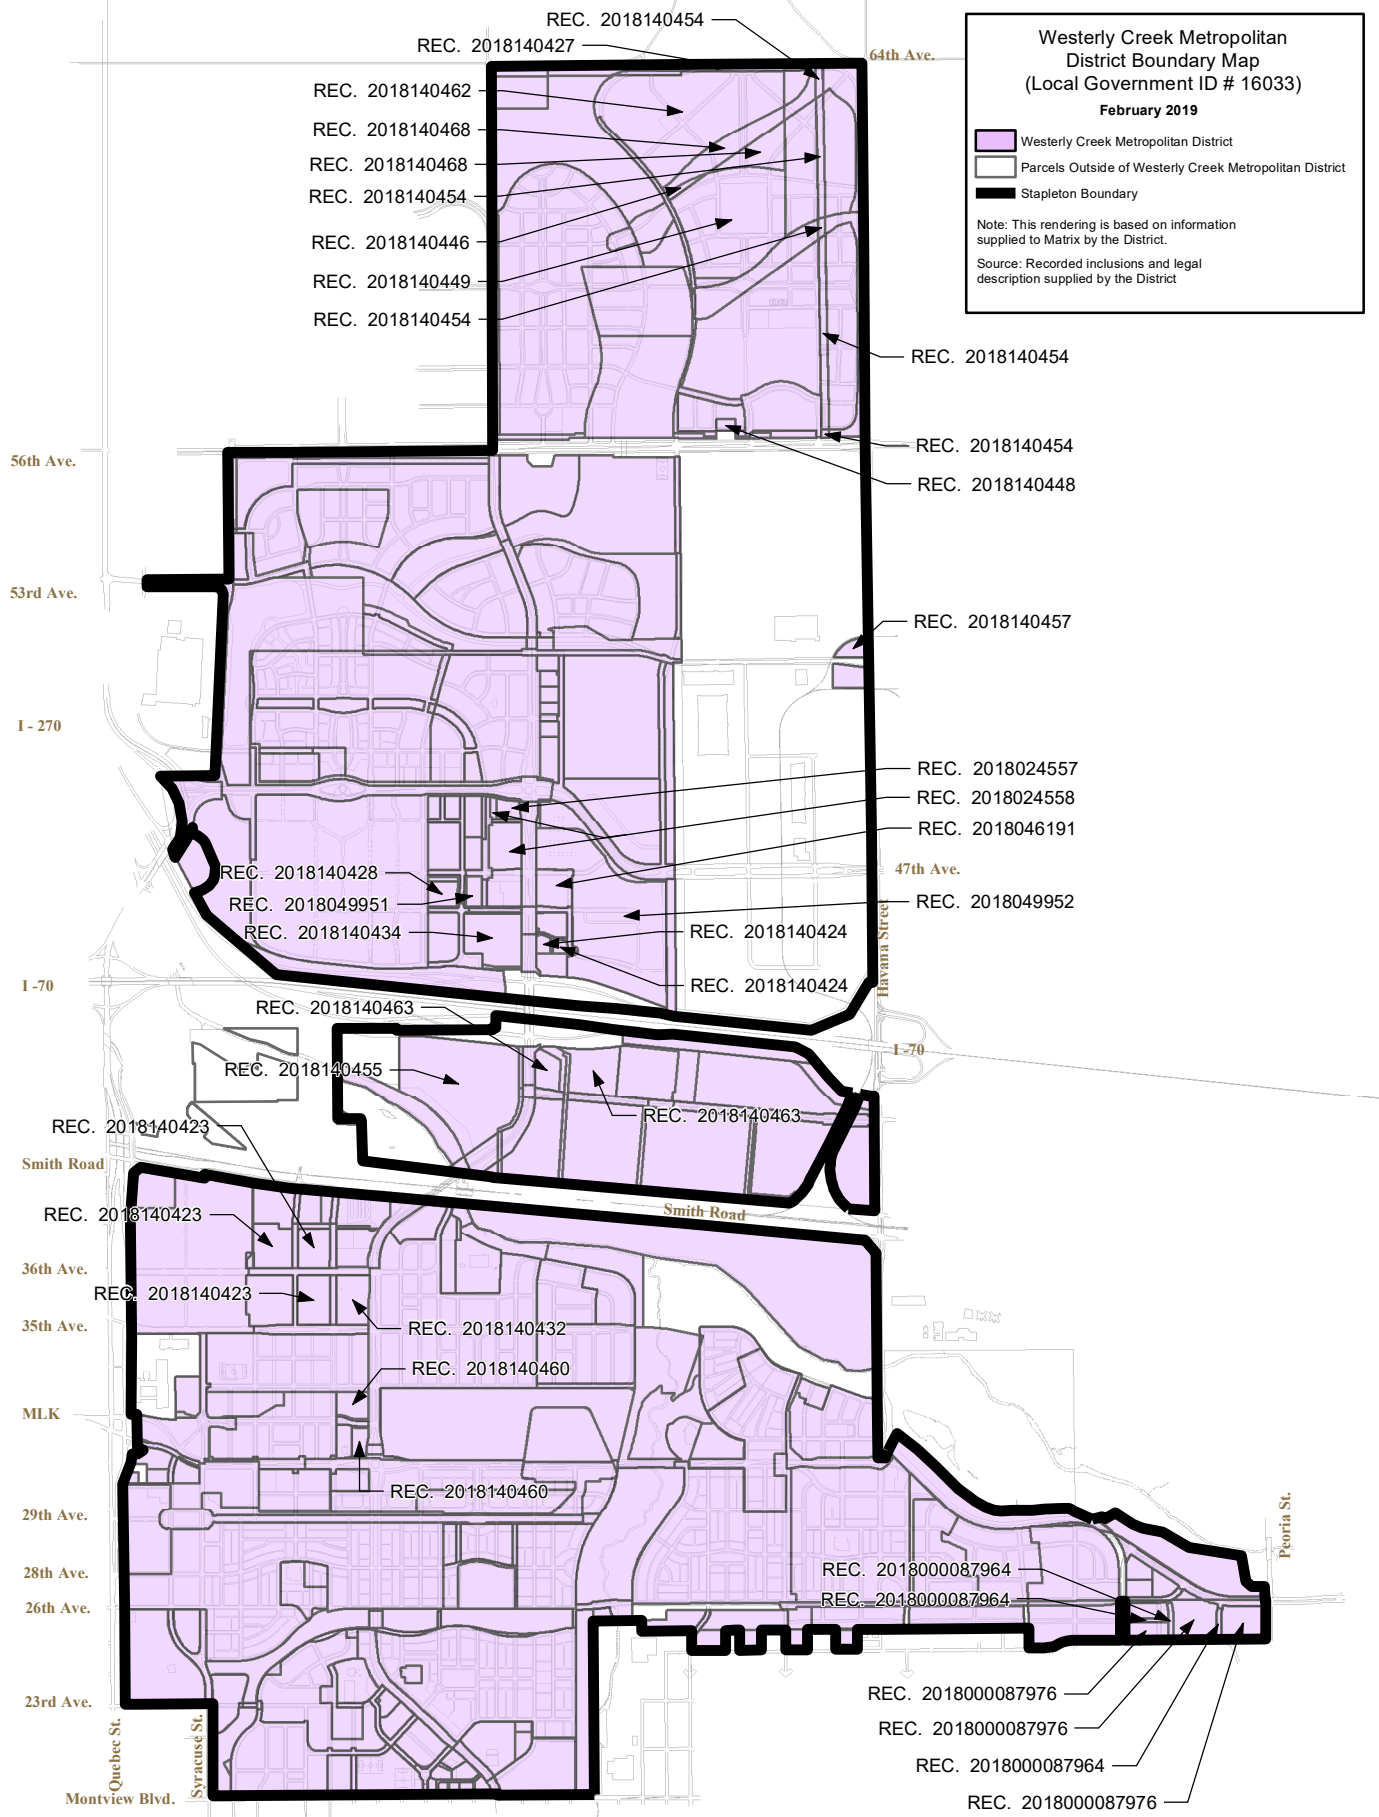 REC. 2018140454
REC. 2018140427
64th Ave.
Westerly Creek Metropolitan
District Boundary Map
(Local Government ID # 16033)
February 2019
Westerly Creek Metropolitan District
Parcels Outside of Westerly Creek Metropolitan District
Stapleton Boundary
Note: This rendering is based on information
supplied to Matrix by the District.
Source: Recorded inclusions and legal
description supplied by the District
REC. 2018140462
REC. 2018140468
REC. 2018140468
REC. 2018140454
REC. 2018140446
REC. 2018140449
REC. 2018140454
REC. 2018140454
REC. 2018140454
56th Ave.
REC. 2018140448
53rd Ave.
REC. 2018140457
I - 270
REC. 2018024557
REC. 2018024558
REC. 2018046191
47th Ave.
REC. 2018140428
REC. 2018049951
REC. 2018049952
REC. 2018140434
REC. 2018140424
Havana Street
I -70
REC. 2018140424
REC. 2018140463
I -70
REC. 2018140455
REC. 2018140463
REC. 2018140423
Smith Road
Smith Road
REC. 2018140423
36th Ave.
REC. 2018140423
35th Ave.
REC. 2018140432
REC. 2018140460
MLK
REC. 2018140460
29th Ave.
Peoria St.
28th Ave.
REC. 2018000087964
REC. 2018000087964
26th Ave.
REC. 2018000087976
23rd Ave.
REC. 2018000087976
Quebec St.
Syracuse St.
REC. 2018000087964
Montview Blvd.
REC. 2018000087976